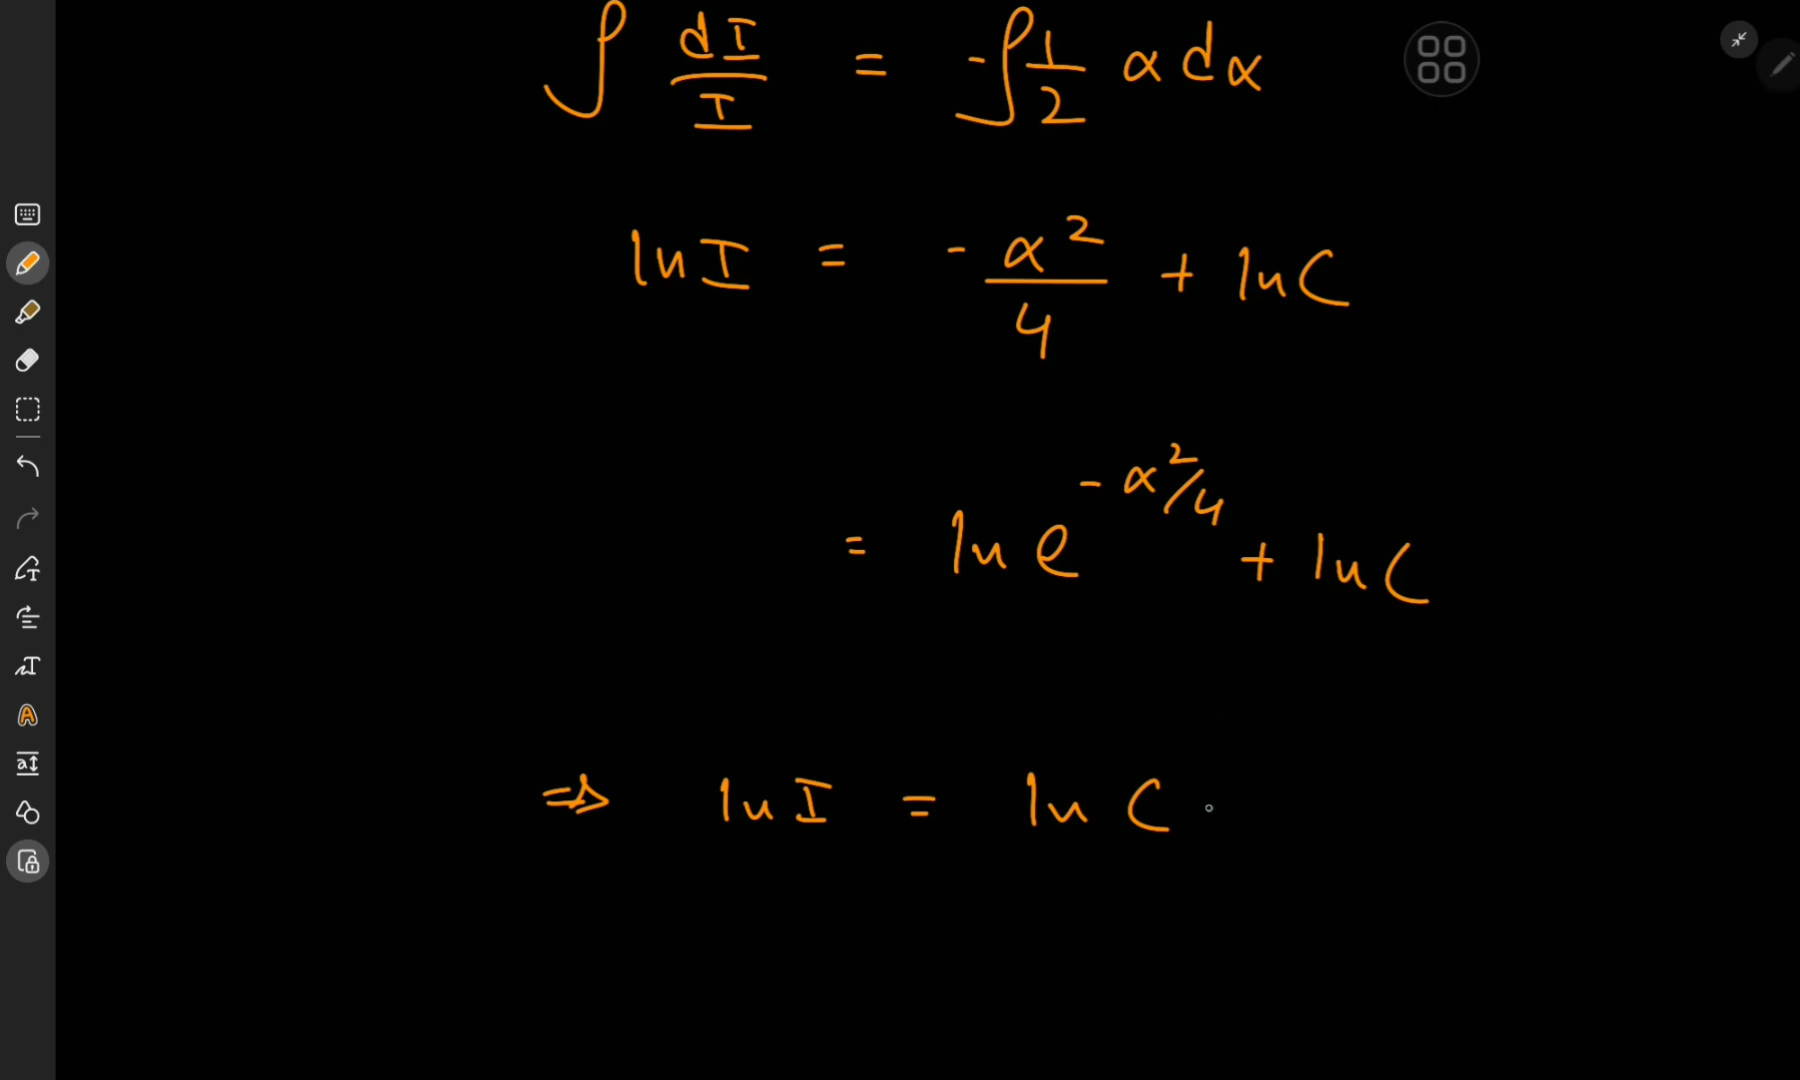 ∫ dI/I = -∫ 1/2 α dα
ln I = - α²/4 + ln C
= ln e^(-α²/4) + ln C
⇒ ln I = ln C